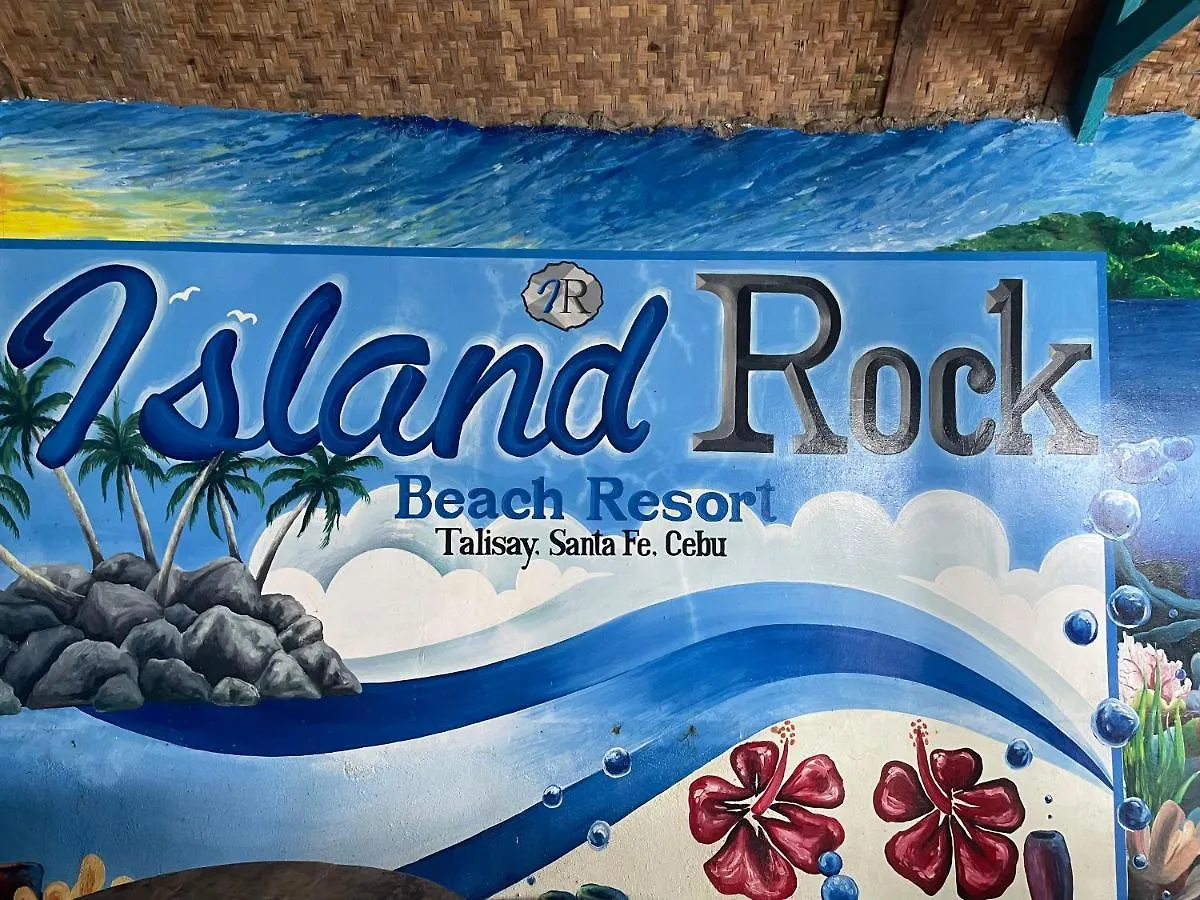 IR
Island Rock
Beach Resort
Talisay. Santa Fe. Cebu